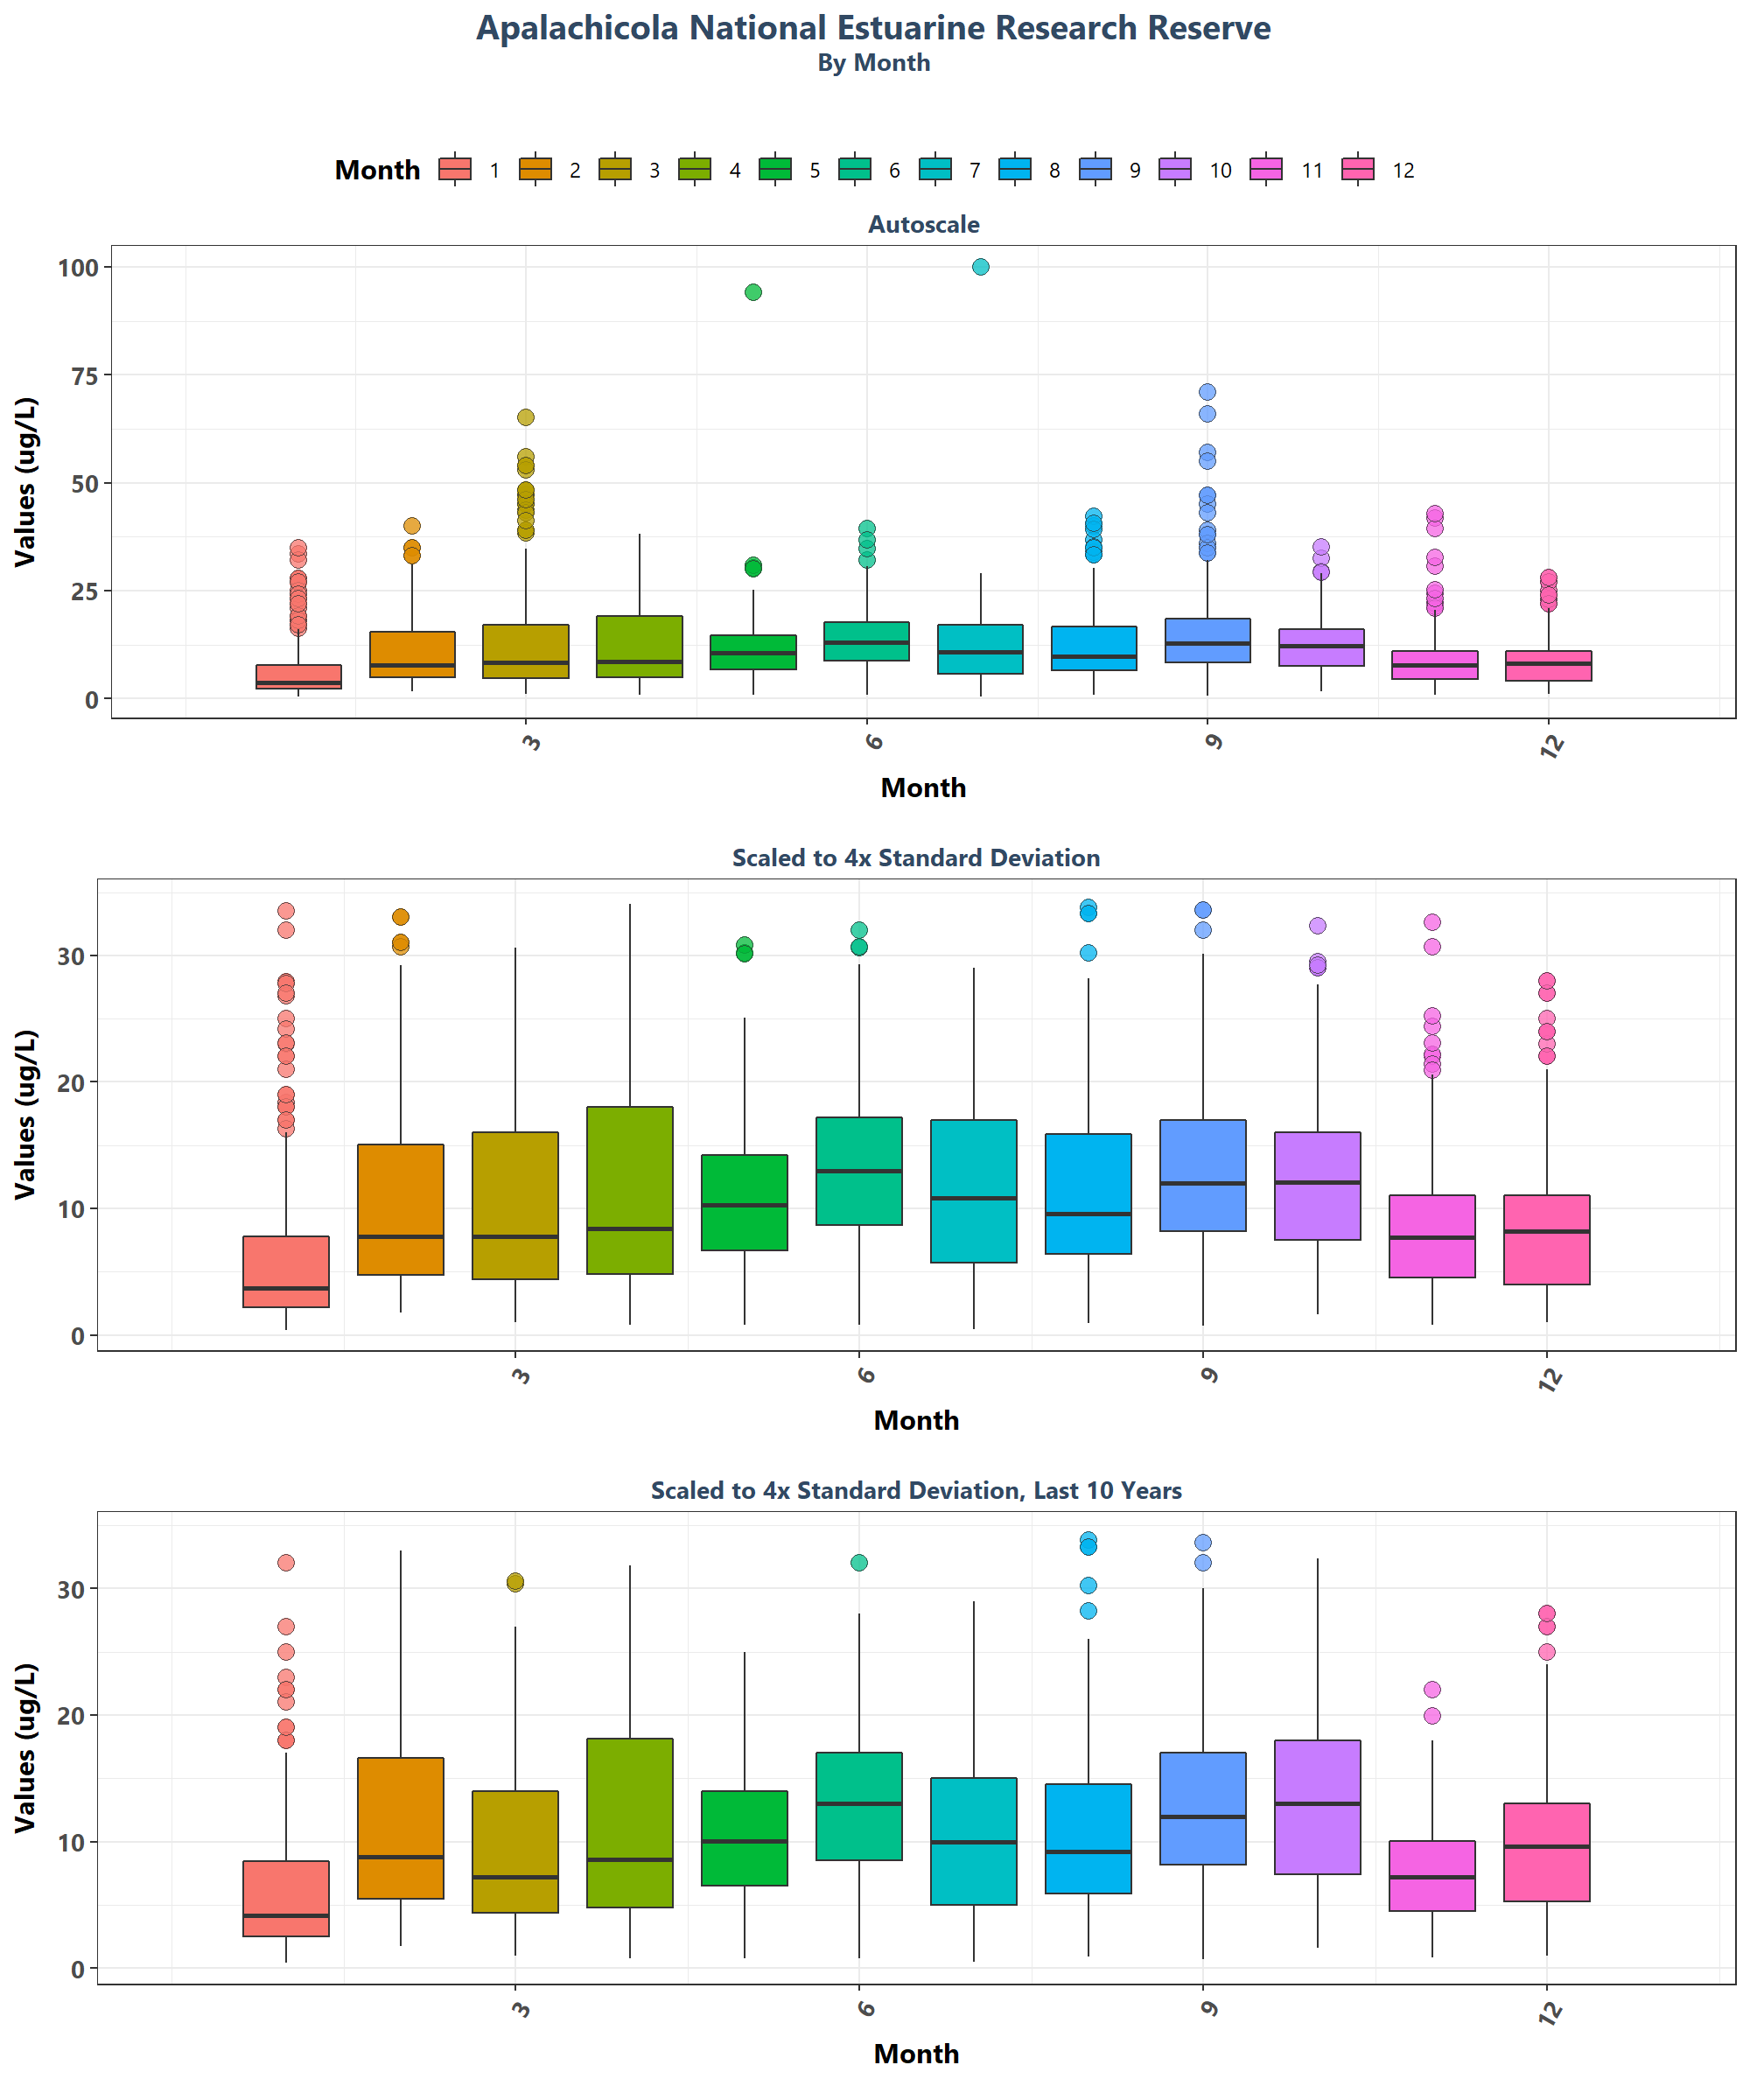 Apalachicola National Estuarine Research Reserve
By Month
Month 1 2 3 4 5 6 7 8 9 10 11 12
Autoscale
Values (ug/L)
100
75
50
25
0
3 6 9 12
Month
Scaled to 4x Standard Deviation
Values (ug/L)
30
20
10
0
3 6 9 12
Month
Scaled to 4x Standard Deviation, Last 10 Years
Values (ug/L)
30
20
10
0
3 6 9 12
Month